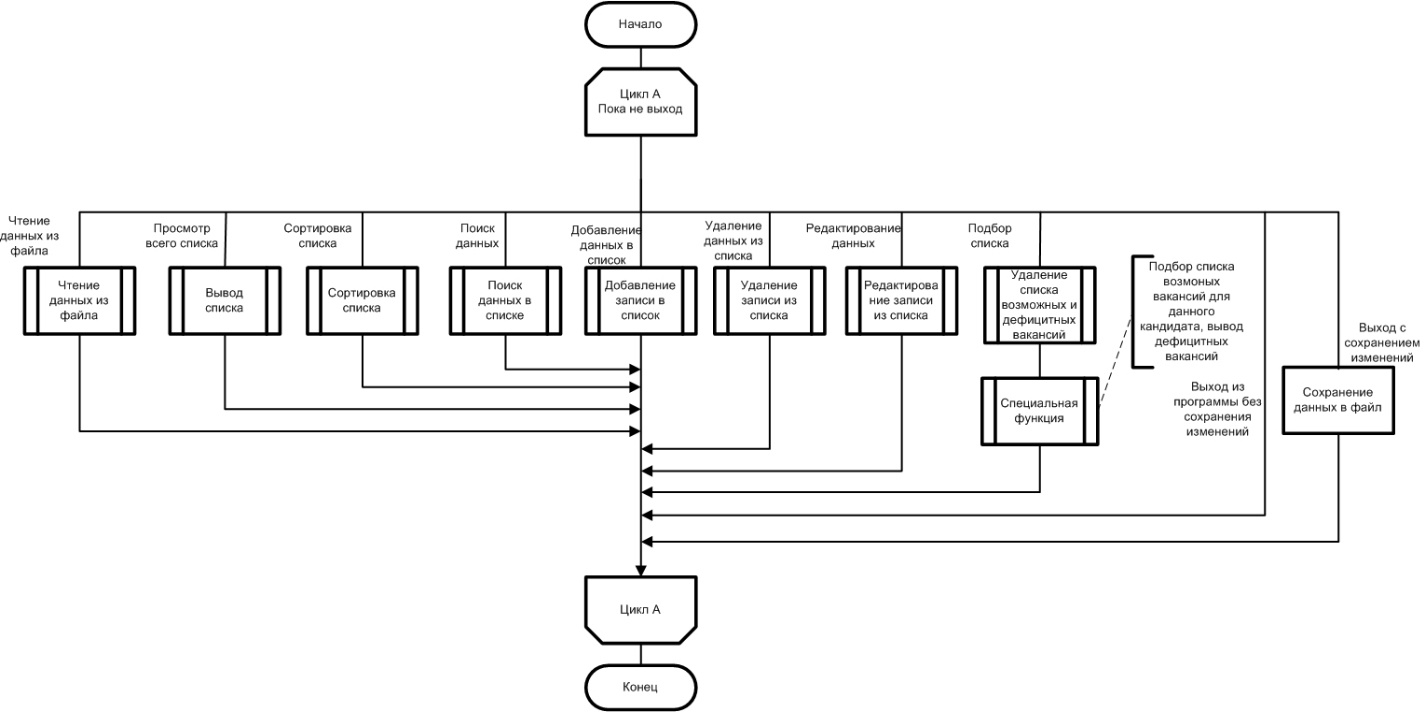 Начало
Цикл А
Пока не выход
Чтение
данных из
файла
Просмотр
всего списка
Сортировка
списка
Поиск
данных
Добавление
данных в
список
Удаление
данных из
списка
Редактирование
данных
Подбор
списка
Чтение
данных из
файла
Вывод
списка
Сортировка
списка
Поиск
данных в
списке
Добавление
записи в
список
Удаление
записи из
списка
Редактирова
ние записи
из списка
Удаление
списка
возможных и
дефицитных
вакансий
Подбор списка
возмоных
вакансий для
данного
кандидата, вывод
дефицитных
вакансий
Специальная
функция
Выход из
программы без
сохранения
изменений
Выход с
сохранением
изменений
Сохранение
данных в файл
Цикл А
Конец